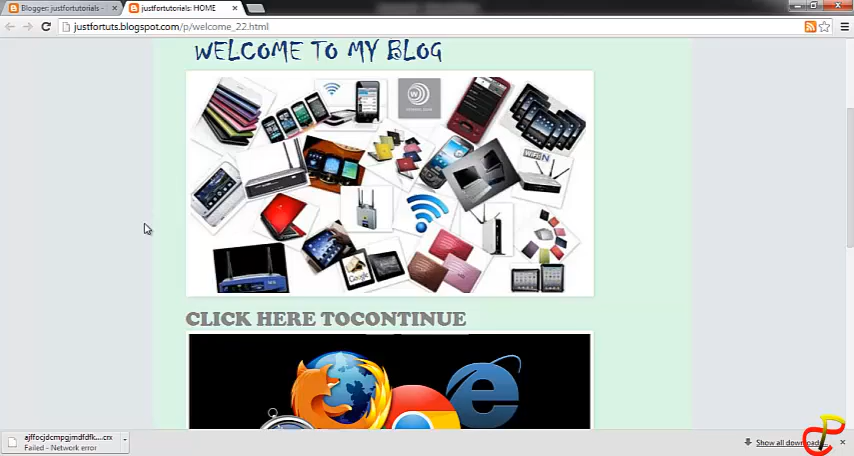 Blogger: justfortutorials -
justfortutorials: HOME
justfortuts.blogspot.com/p/welcome_22.html
WELCOME TO MY BLOG
CLICK HERE TOCONTINUE
Failed - Network error
Show all downloads...